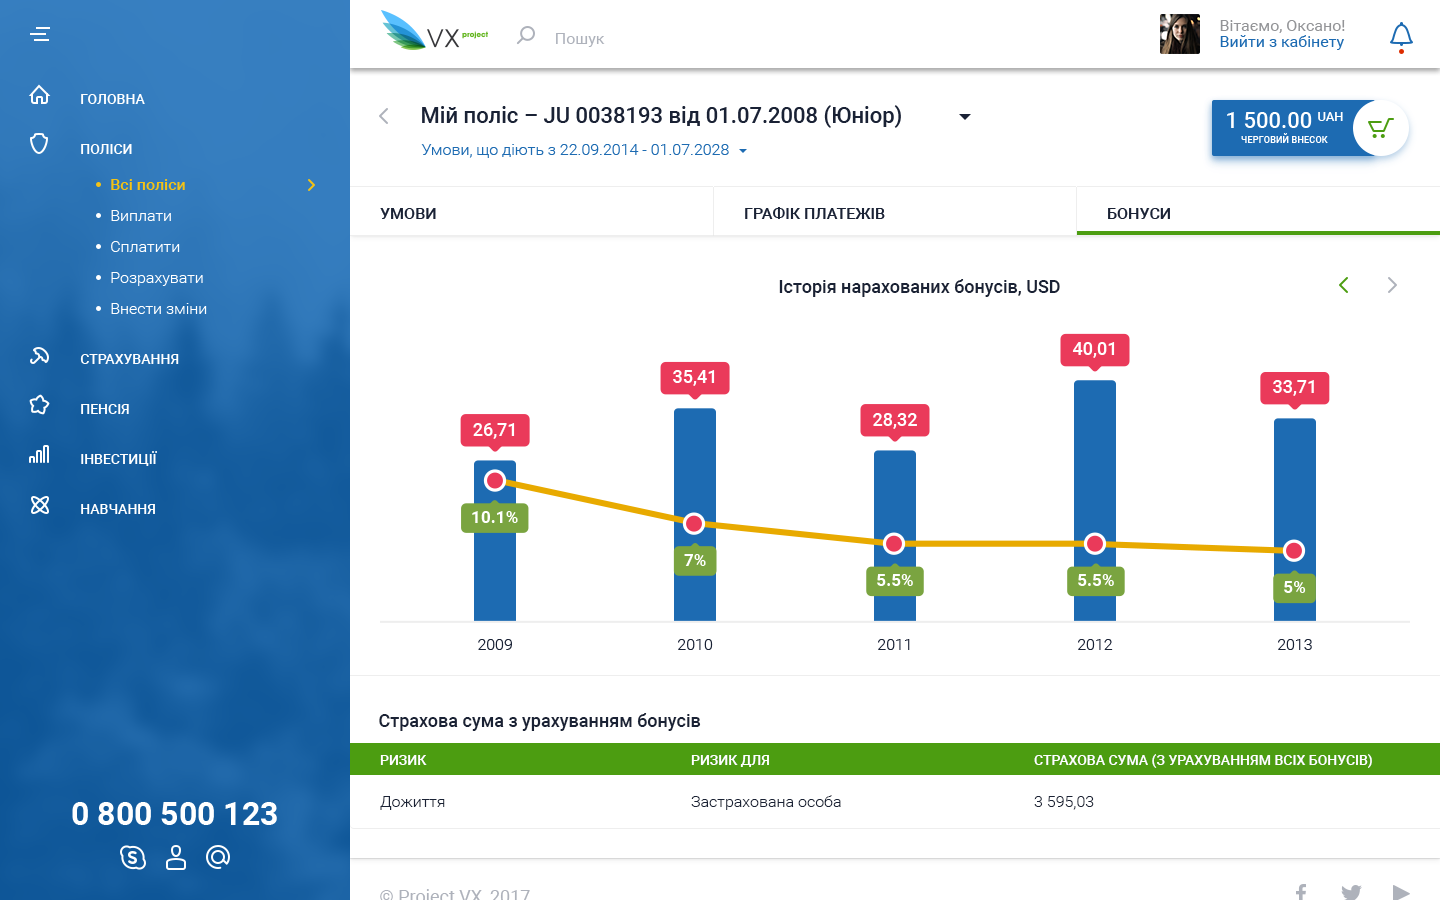 VX project
Пошук
Вітаємо, Оксано!
Вийти з кабінету
ГОЛОВНА
ПОЛІСИ
Всі поліси
Виплати
Сплатити
Розрахувати
Внести зміни
СТРАХУВАННЯ
ПЕНСІЯ
ІНВЕСТИЦІЇ
НАВЧАННЯ
0 800 500 123
Мій поліс – JU 0038193 від 01.07.2008 (Юніор)
Умови, що діють з 22.09.2014 - 01.07.2028
1 500.00 UAH
ЧЕРГОВИЙ ВНЕСОК
УМОВИ
ГРАФІК ПЛАТЕЖІВ
БОНУСИ
Історія нарахованих бонусів, USD
26,71
35,41
28,32
40,01
33,71
10.1%
7%
5.5%
5.5%
5%
2009
2010
2011
2012
2013
Страхова сума з урахуванням бонусів
РИЗИК
РИЗИК ДЛЯ
СТРАХОВА СУМА (З УРАХУВАННЯМ ВСІХ БОНУСІВ)
Дожиття
Застрахована особа
3 595,03
© Project VX, 2017